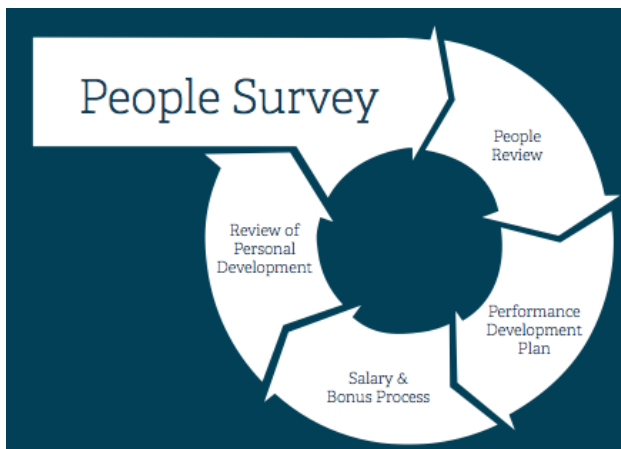 People Survey
People
Review
Performance
Development
Plan
Salary &
Bonus Process
Review of
Personal
Development